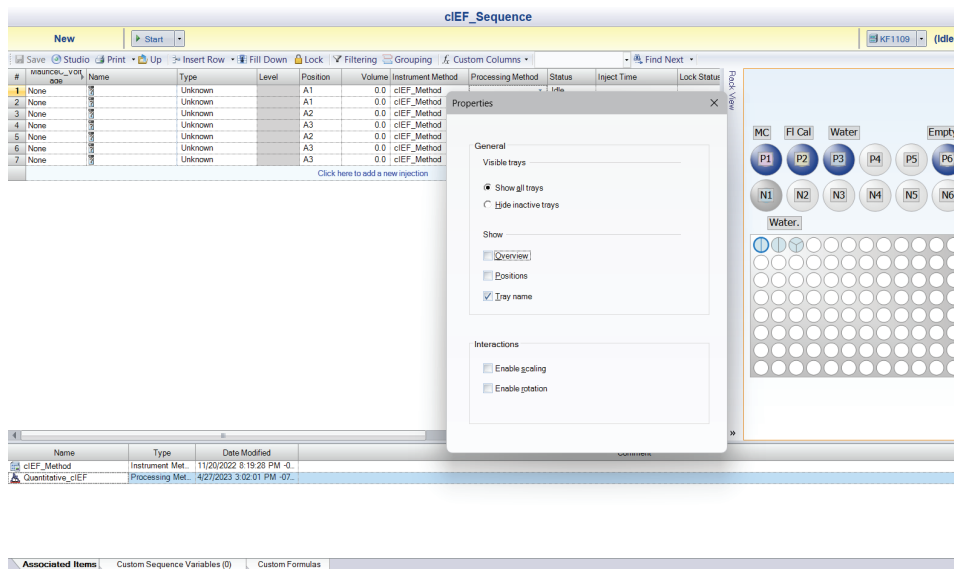 cIEF_Sequence
New
Start
KF1109
(Idle
Save Studio Print Up Insert Row Fill Down Lock Filtering Grouping fx Custom Columns Find Next
# MauriceC_Volt age Name Type Level Position Volume Instrument Method Processing Method Status Inject Time Lock Status
1 None Unknown A1 0.0 cIEF_Method Idle
2 None Unknown A1 0.0 cIEF_Method
3 None Unknown A2 0.0 cIEF_Method
4 None Unknown A3 0.0 cIEF_Method
5 None Unknown A2 0.0 cIEF_Method
6 None Unknown A3 0.0 cIEF_Method
7 None Unknown A3 0.0 cIEF_Method
Click here to add a new injection
Properties
General
Visible trays
Show all trays
Hide inactive trays
Show
Overview
Positions
Tray name
Interactions
Enable scaling
Enable rotation
Rack View
MC Fl Cal Water Empty
P1 P2 P3 P4 P5 P6
N1 N2 N3 N4 N5 N6
Water.
»
Name Type Date Modified Comment
cIEF_Method Instrument Met... 11/20/2022 8:19:28 PM -0...
Quantitative_cIEF Processing Met... 4/27/2023 3:02:01 PM -07...
Associated Items Custom Sequence Variables (0) Custom Formulas